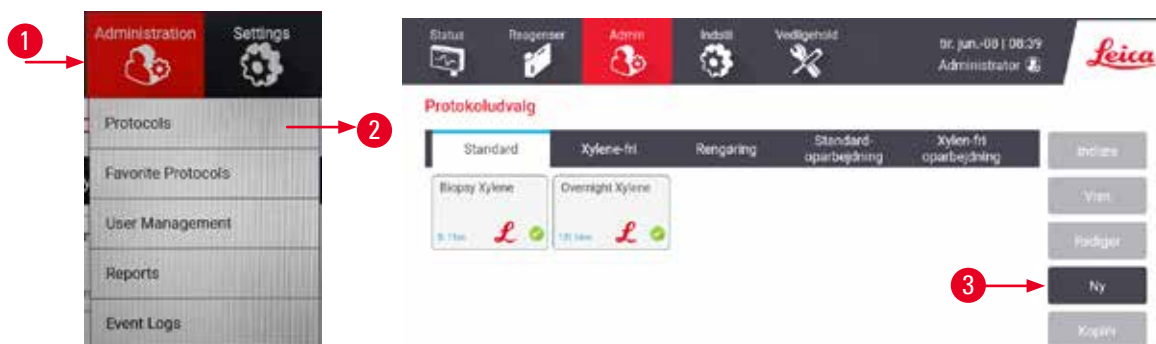 1
Administration
Settings
Protocols
2
Favorite Protocols
User Management
Reports
Event Logs
Status
Reagenser
Admin
Indstil
Vedligehold
tir. jun.-08 | 08:39
Administrator
Leica
Protokoludvalg
Standard
Xylene-fri
Rengøring
Standard-
oparbejdning
Xylen-fri
oparbejdning
Biopsy Xylene
Overnight Xylene
Indlæs
Vren.
Rediger
3
Ny
Kopiér